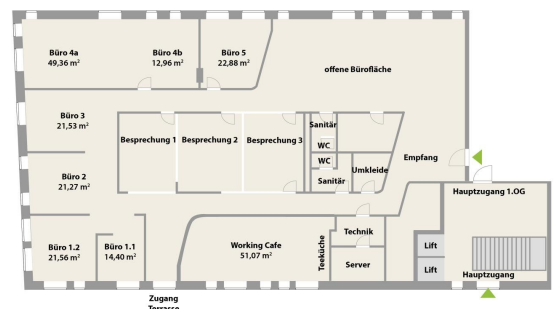 Büro 4a
49,36 m²
Büro 4b
12,96 m²
Büro 5
22,88 m²
offene Bürofläche
Büro 3
21,53 m²
Besprechung 1
Besprechung 2
Besprechung 3
Sanitär
WC
WC
Sanitär
Umkleide
Empfang
Büro 2
21,27 m²
Hauptzugang 1.OG
Büro 1.2
21,56 m²
Büro 1.1
14,40 m²
Working Cafe
51,07 m²
Teeküche
Technik
Server
Lift
Lift
Hauptzugang
Zugang
Terrasse